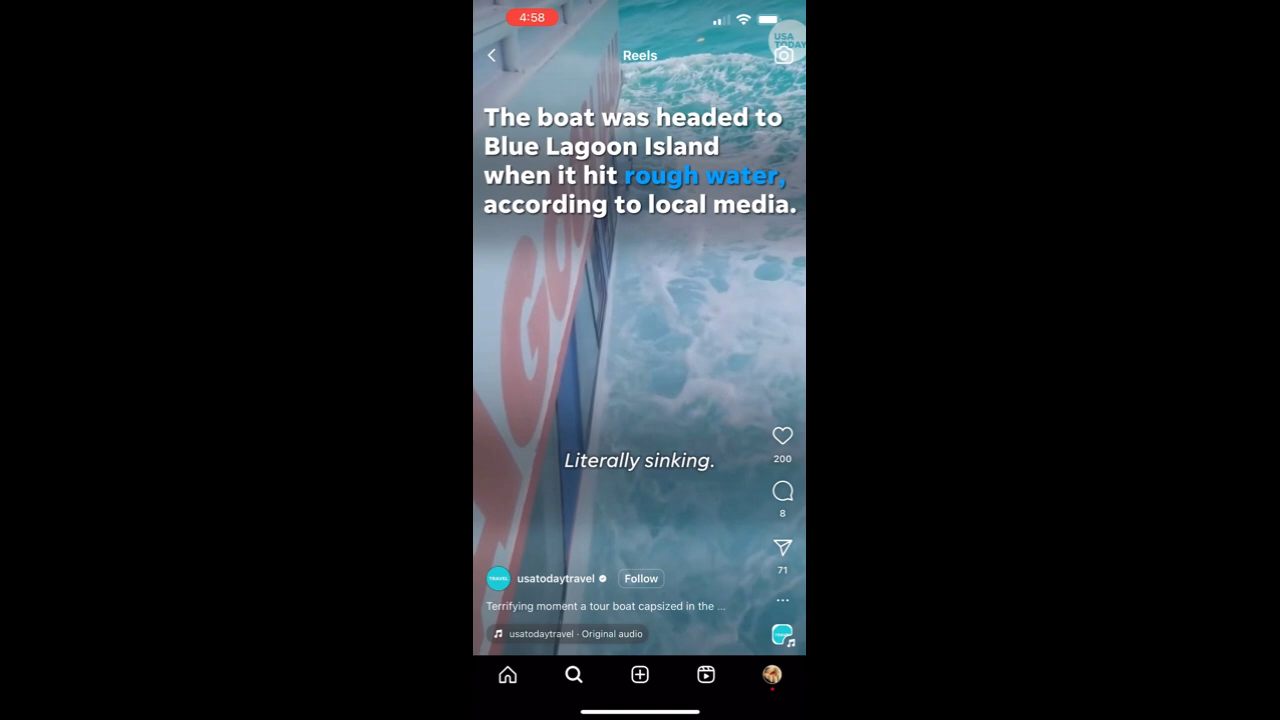 4:58
USA
TODAY
Reels
The boat was headed to
Blue Lagoon Island
when it hit rough water,
according to local media.
Literally sinking.
200
8
71
TRAVEL
usatodaytravel
Follow
Terrifying moment a tour boat capsized in the ...
usatodaytravel · Original audio